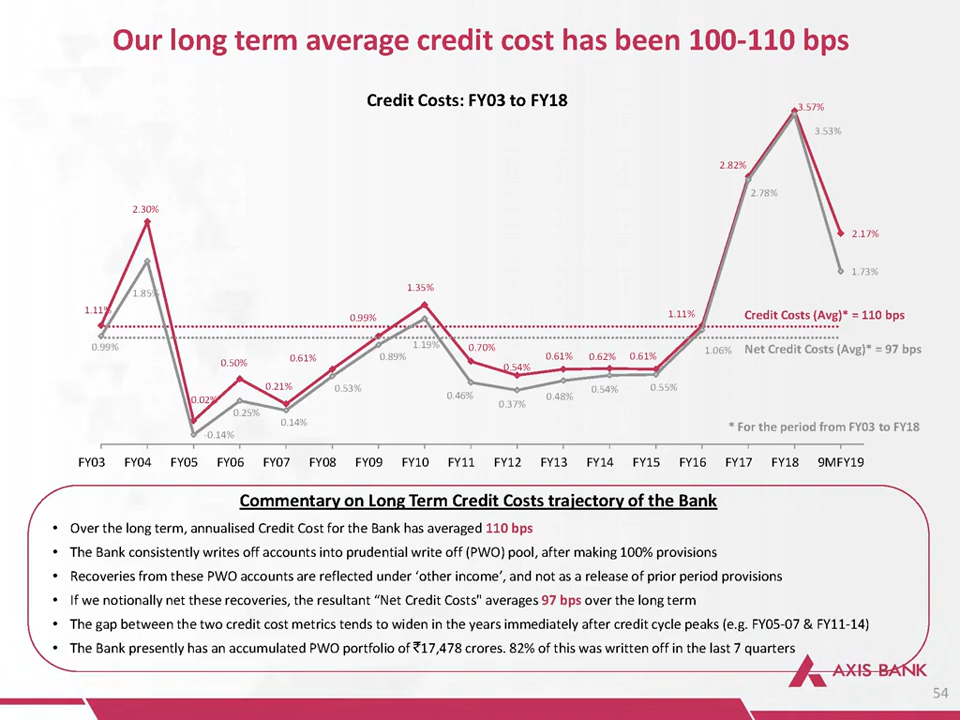 Our long term average credit cost has been 100-110 bps
Credit Costs: FY03 to FY18
3.57%
3.53%
2.82%
2.78%
2.30%
2.17%
1.85%
1.73%
1.35%
1.11%
0.99%
1.11%
Credit Costs (Avg)* = 110 bps
0.99%
0.89%
1.19%
0.70%
1.06%
Net Credit Costs (Avg)* = 97 bps
0.50%
0.61%
0.54%
0.61%
0.62%
0.61%
0.02%
0.21%
0.53%
0.46%
0.37%
0.48%
0.54%
0.55%
0.25%
0.14%
-0.14%
* For the period from FY03 to FY18
FY03 FY04 FY05 FY06 FY07 FY08 FY09 FY10 FY11 FY12 FY13 FY14 FY15 FY16 FY17 FY18 9MFY19
Commentary on Long Term Credit Costs trajectory of the Bank
• Over the long term, annualised Credit Cost for the Bank has averaged 110 bps
• The Bank consistently writes off accounts into prudential write off (PWO) pool, after making 100% provisions
• Recoveries from these PWO accounts are reflected under ‘other income’, and not as a release of prior period provisions
• If we notionally net these recoveries, the resultant “Net Credit Costs" averages 97 bps over the long term
• The gap between the two credit cost metrics tends to widen in the years immediately after credit cycle peaks (e.g. FY05-07 & FY11-14)
• The Bank presently has an accumulated PWO portfolio of ₹17,478 crores. 82% of this was written off in the last 7 quarters
AXIS BANK
54